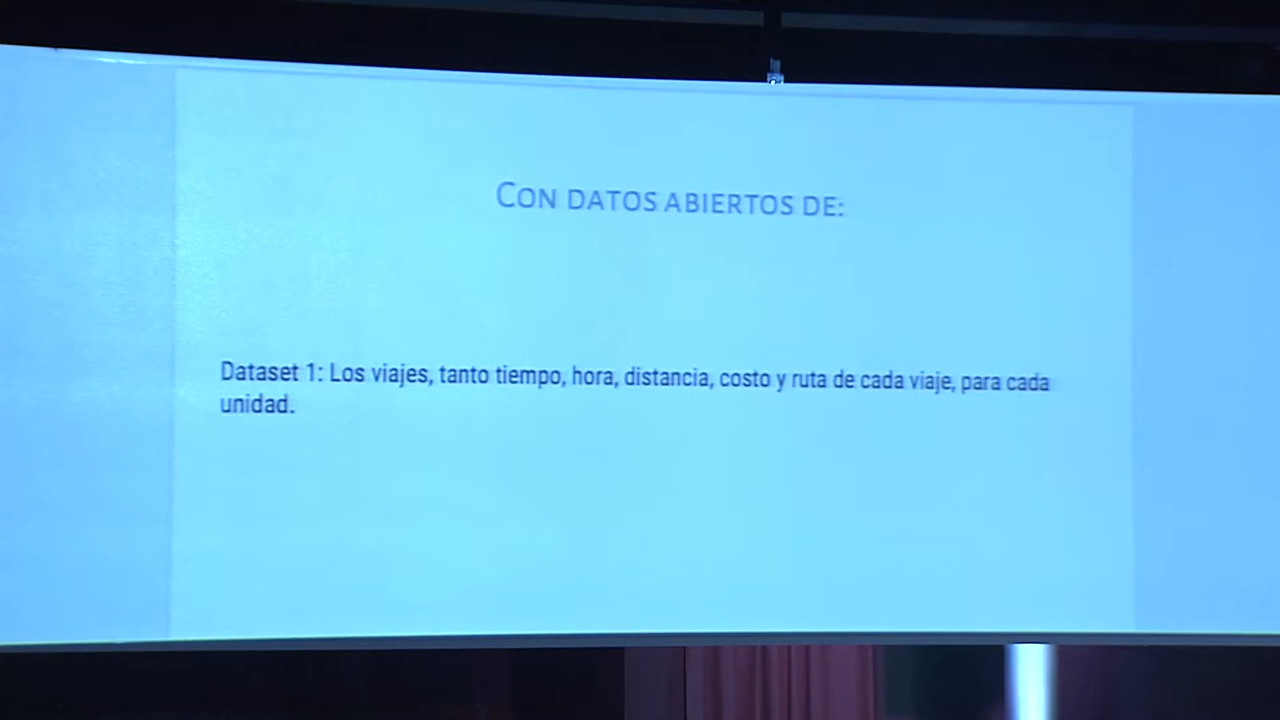 CON DATOS ABIERTOS DE:
Dataset 1: Los viajes, tanto tiempo, hora, distancia, costo y ruta de cada viaje, para cada
unidad.